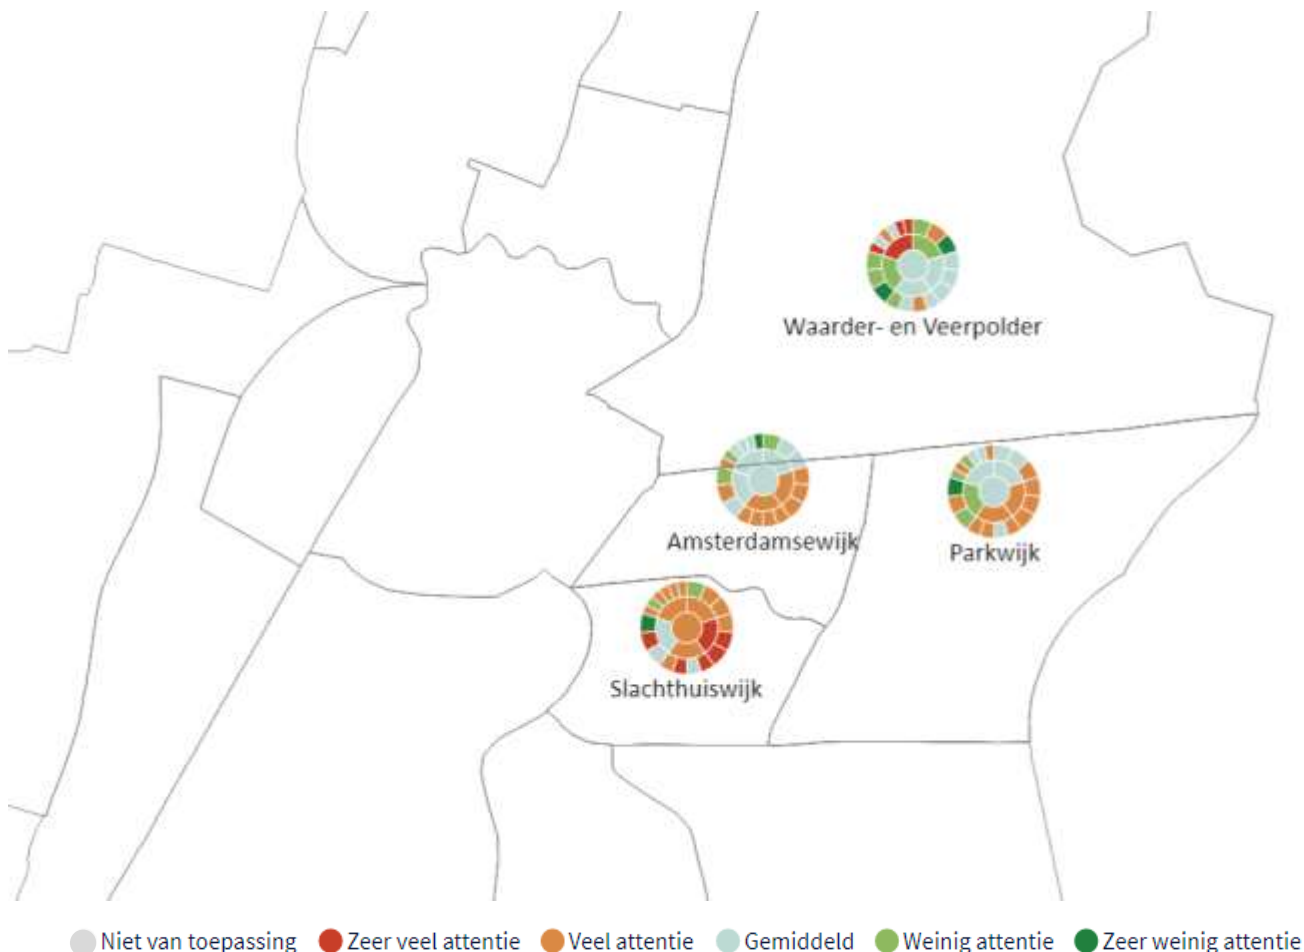 Waarder- en Veerpolder
Amsterdamsewijk
Parkwijk
Slachthuiswijk
Niet van toepassing Zeer veel attentie Veel attentie Gemiddeld Weinig attentie Zeer weinig attentie